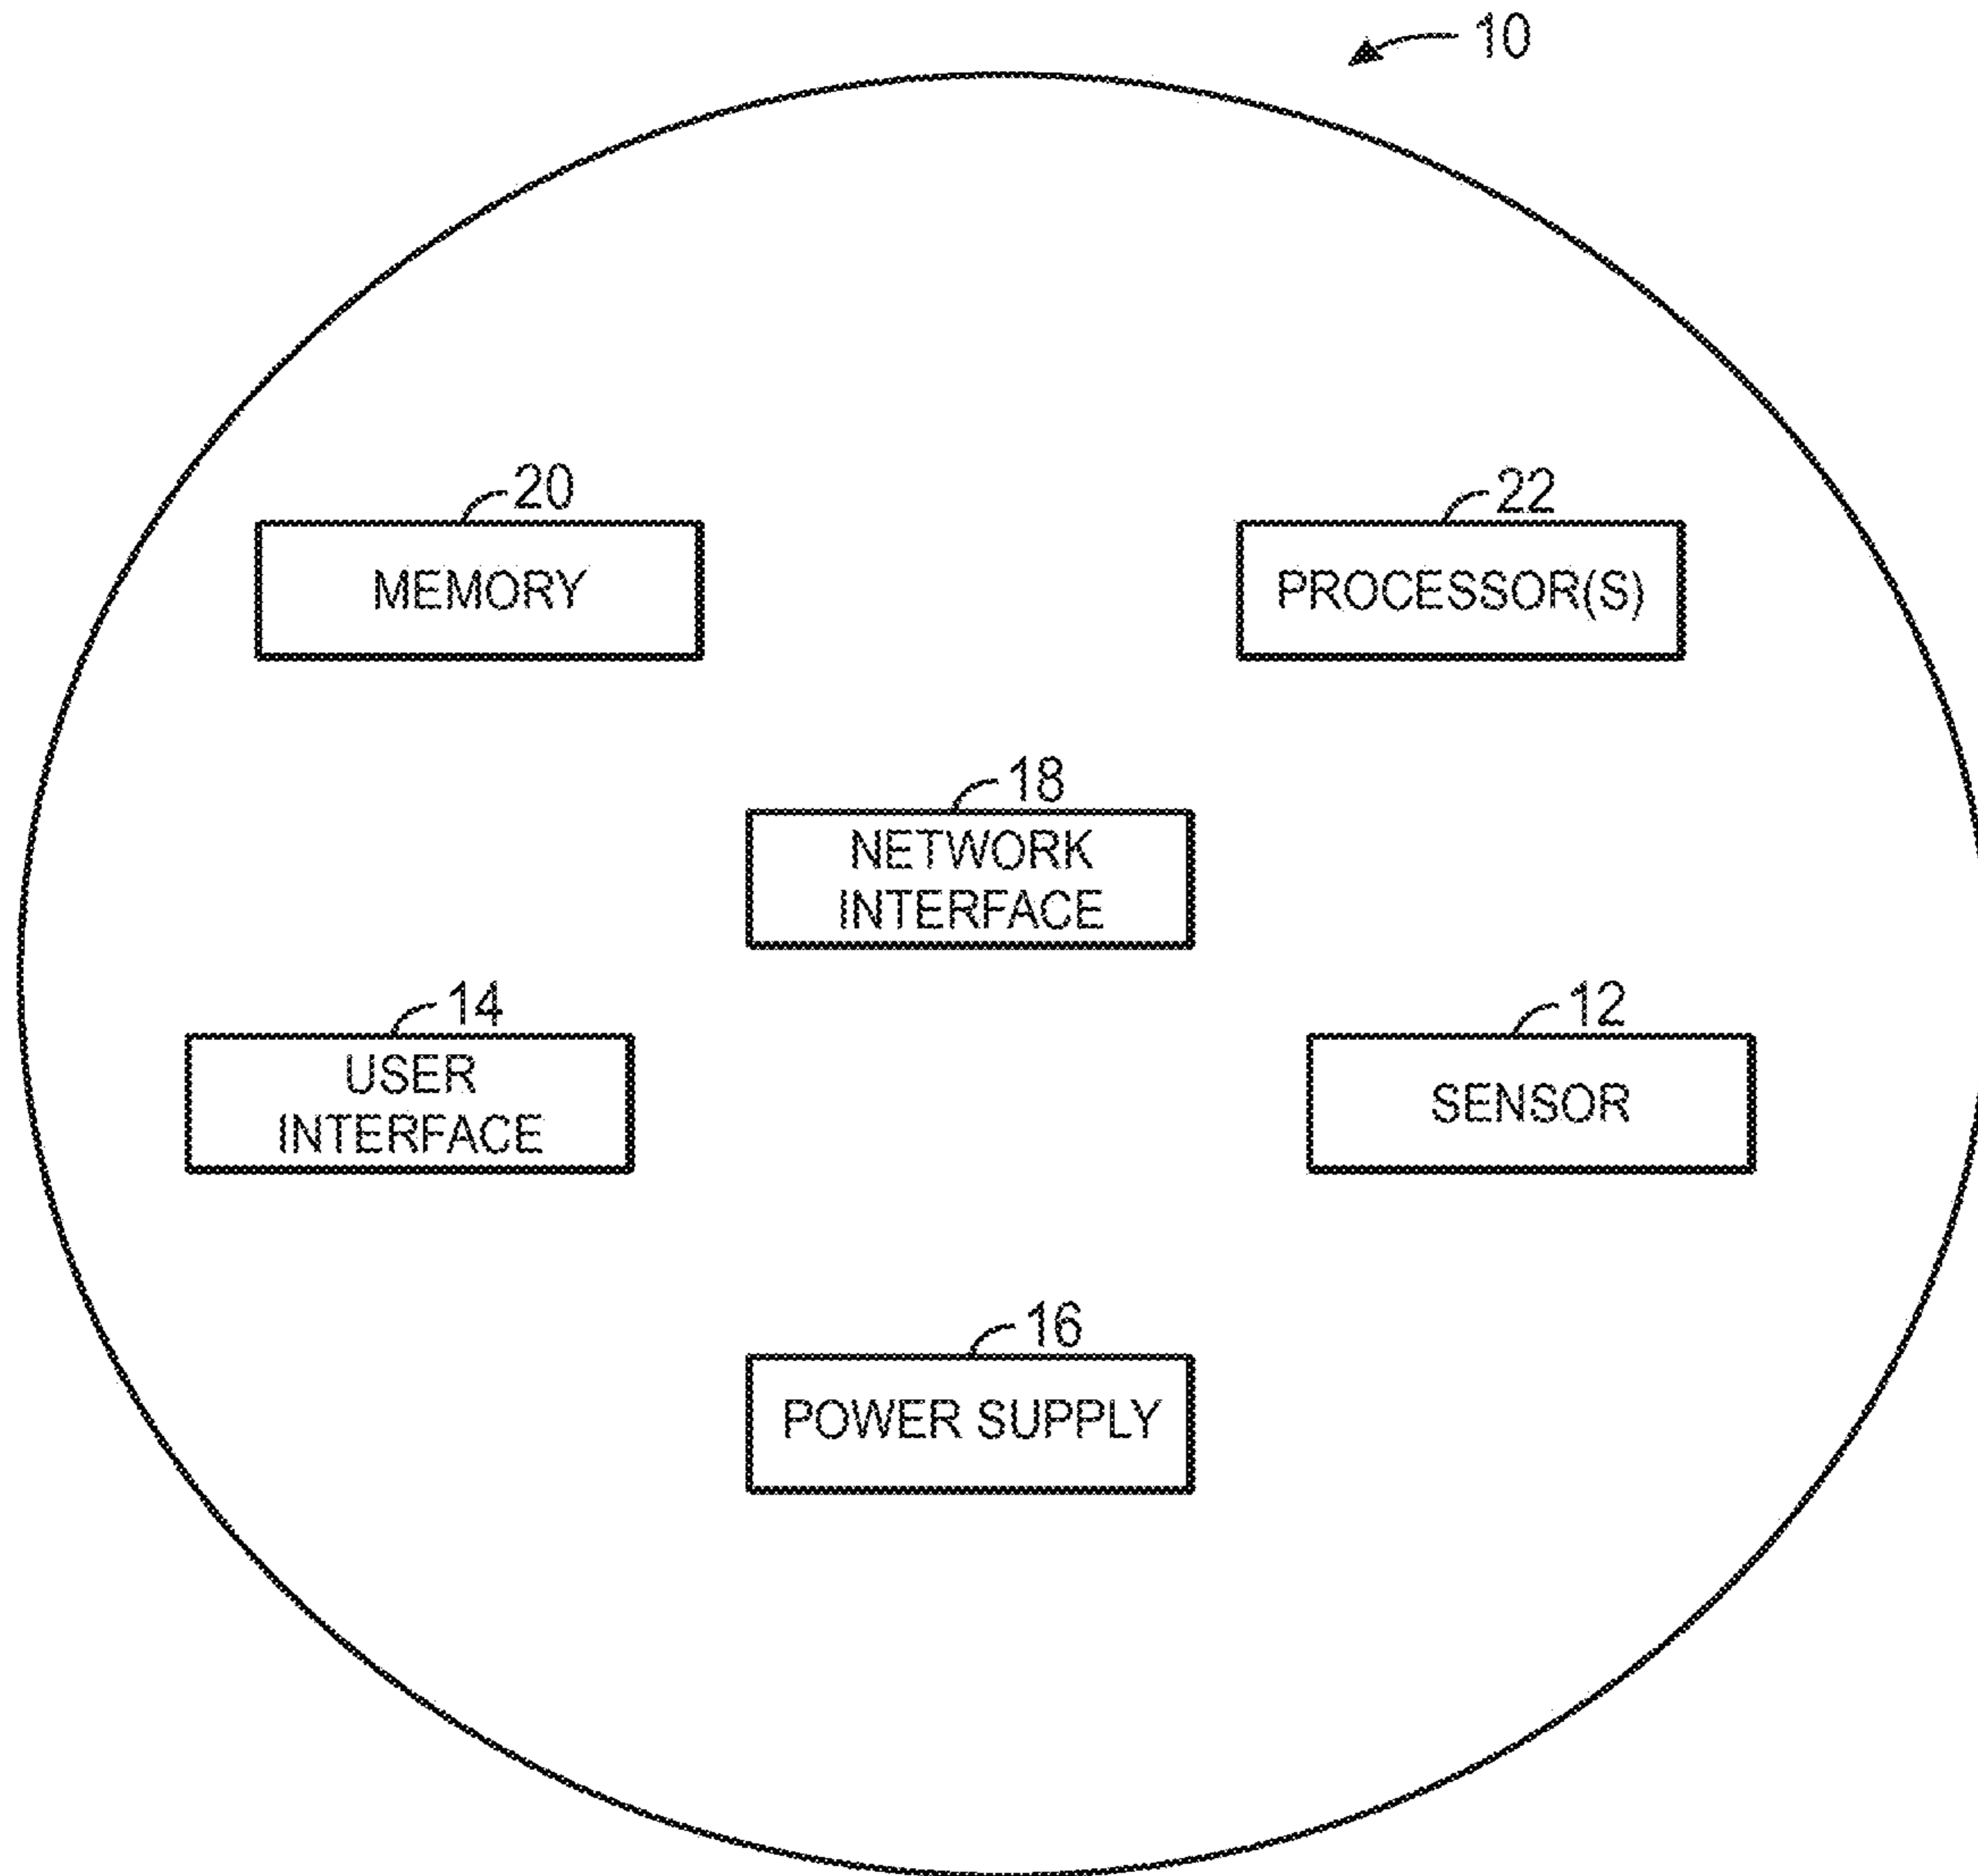 10
20
MEMORY
22
PROCESSOR(S)
18
NETWORK
INTERFACE
14
USER
INTERFACE
12
SENSOR
16
POWER SUPPLY